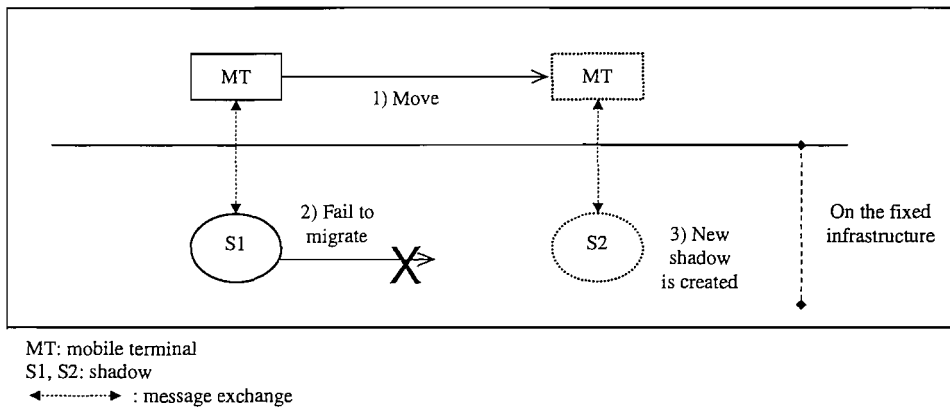 MT
MT
1) Move
2) Fail to
migrate
S1
X
S2
3) New
shadow
is created
On the fixed
infrastructure
MT: mobile terminal
S1, S2: shadow
: message exchange